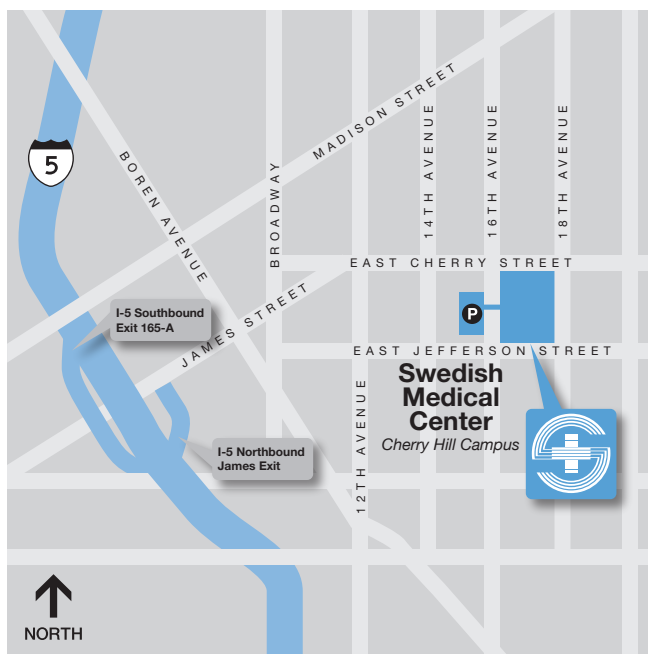 MADISON STREET
5
BOREN AVENUE
BROADWAY
14TH AVENUE
16TH AVENUE
18TH AVENUE
EAST CHERRY STREET
I-5 Southbound
Exit 165-A
P
JAMES STREET
EAST JEFFERSON STREET
Swedish
Medical
Center
Cherry Hill Campus
12TH AVENUE
I-5 Northbound
James Exit
NORTH